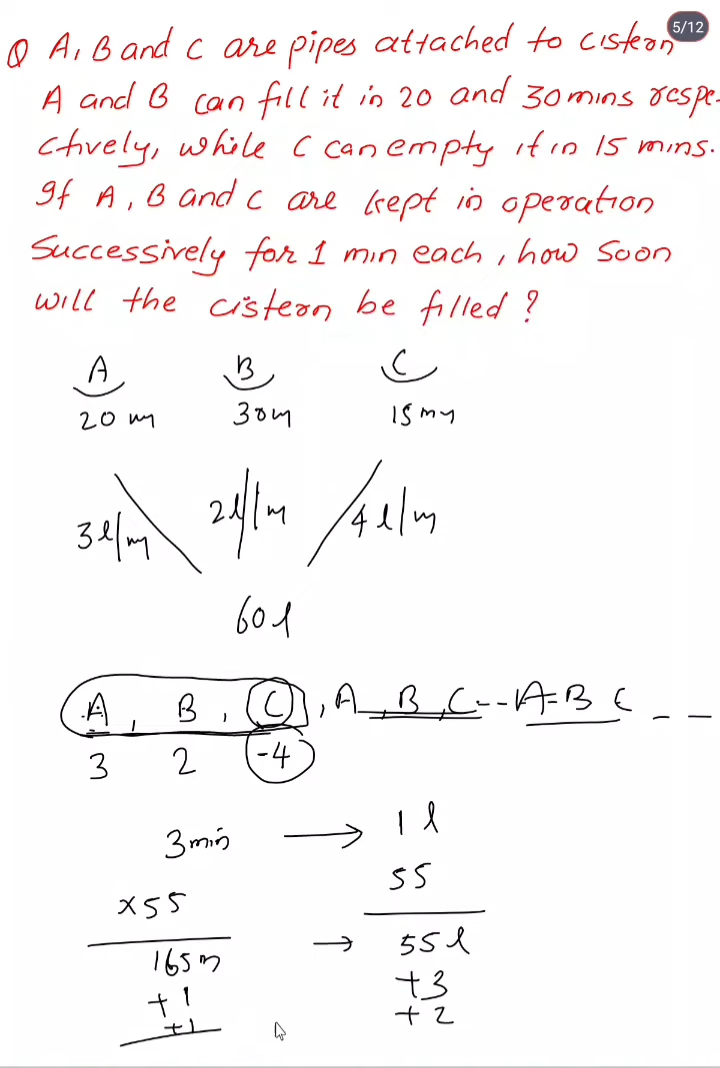 5/12
Q A, B and C are pipes attached to cistern
A and B can fill it in 20 and 30 mins respe-
ctively, while C can empty it in 15 mins.
If A, B and C are kept in operation
Successively for 1 min each, how soon
will the cistern be filled?
A B C
20 m 30 m 15 m
3 l/m 2 l/m 4 l/m
60 l
A, B, C, A, B, C -- A-B C _ _
3 2 -4
3 min → 1 l
×55 55
165 m → 55 l
+1 +3
+1 +2